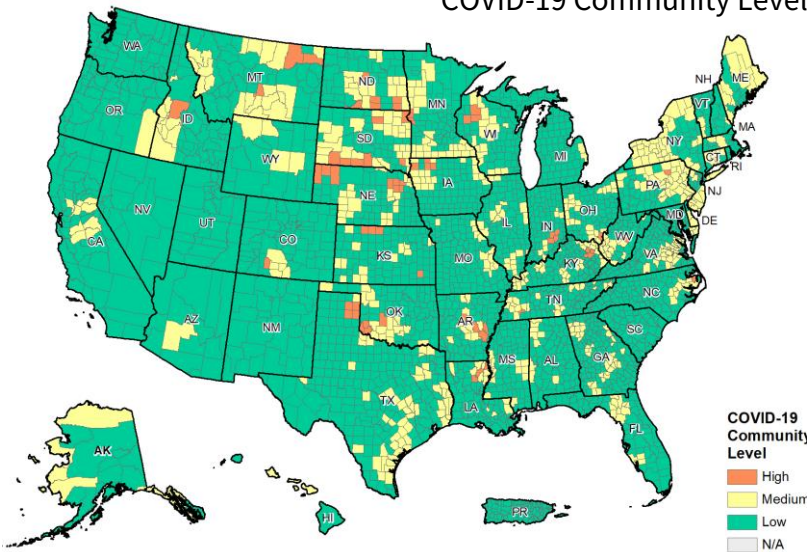 COVID-19 Community Level
WA
MT
ND
MN
ME
NH
VT
OR
ID
SD
WI
NY
MA
WY
MI
CT
RI
IA
PA
NJ
NE
NV
OH
MD
DE
UT
IL
IN
WV
CA
CO
KS
MO
KY
VA
NC
TN
AZ
NM
OK
AR
SC
MS
AL
GA
TX
LA
FL
AK
HI
PR
COVID-19
Community
Level
High
Medium
Low
N/A